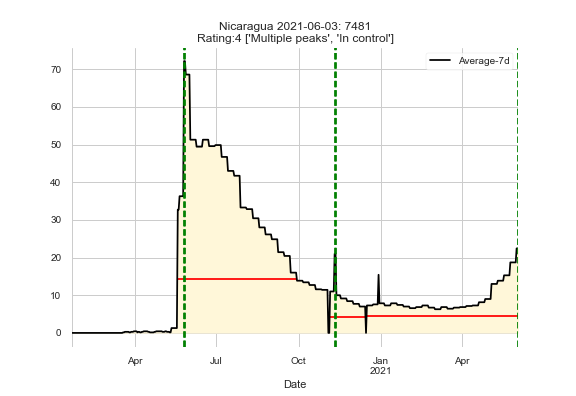 Nicaragua 2021-06-03: 7481
Rating:4 ['Multiple peaks', 'In control']
Average-7d
70
60
50
40
30
20
10
0
Apr
Jul
Oct
Jan
2021
Apr
Date